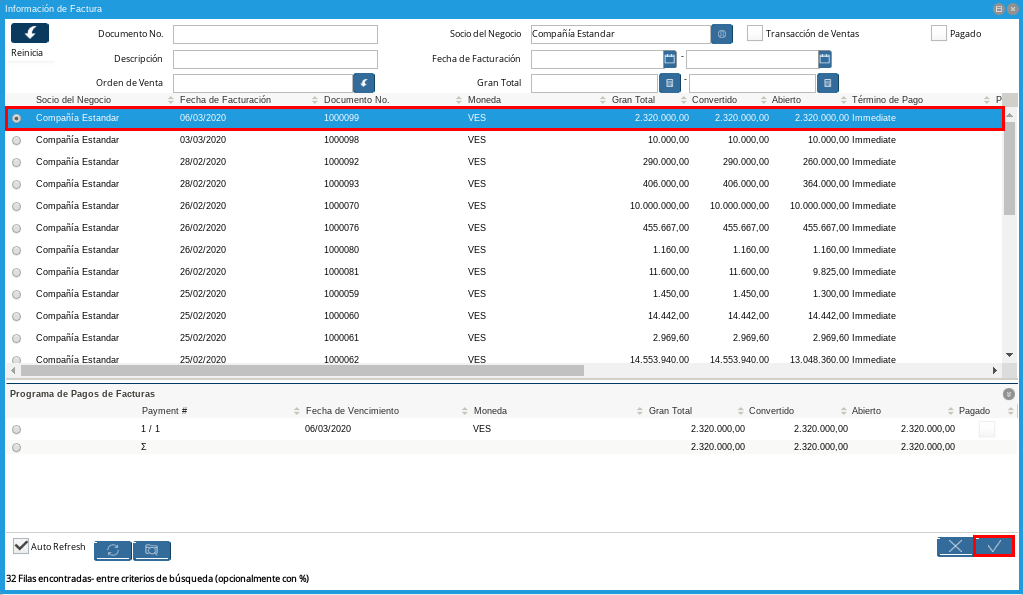 Información de Factura
Reinicia
Documento No.
Socio del Negocio Compañía Estandar
Transacción de Ventas
Pagado
Descripción
Fecha de Facturación -
Orden de Venta
Gran Total -
Socio del Negocio Fecha de Facturación Documento No. Moneda Gran Total Convertido Abierto Término de Pago P
Compañía Estandar 06/03/2020 1000099 VES 2.320.000,00 2.320.000,00 2.320.000,00 Immediate
Compañía Estandar 03/03/2020 1000098 VES 10.000,00 10.000,00 10.000,00 Immediate
Compañía Estandar 28/02/2020 1000092 VES 290.000,00 290.000,00 260.000,00 Immediate
Compañía Estandar 28/02/2020 1000093 VES 406.000,00 406.000,00 364.000,00 Immediate
Compañía Estandar 26/02/2020 1000070 VES 10.000.000,00 10.000.000,00 10.000.000,00 Immediate
Compañía Estandar 26/02/2020 1000076 VES 455.667,00 455.667,00 455.667,00 Immediate
Compañía Estandar 26/02/2020 1000080 VES 1.160,00 1.160,00 1.160,00 Immediate
Compañía Estandar 26/02/2020 1000081 VES 11.600,00 11.600,00 9.825,00 Immediate
Compañía Estandar 25/02/2020 1000059 VES 1.450,00 1.450,00 1.300,00 Immediate
Compañía Estandar 25/02/2020 1000060 VES 14.442,00 14.442,00 14.442,00 Immediate
Compañía Estandar 25/02/2020 1000061 VES 2.969,60 2.969,60 2.969,60 Immediate
Compañía Estandar 25/02/2020 1000062 VES 14.553.940,00 14.553.940,00 13.048.360,00 Immediate
Programa de Pagos de Facturas
Payment # Fecha de Vencimiento Moneda Gran Total Convertido Abierto Pagado
1 / 1 06/03/2020 VES 2.320.000,00 2.320.000,00 2.320.000,00
Σ 2.320.000,00 2.320.000,00 2.320.000,00
Auto Refresh
32 Filas encontradas- entre criterios de búsqueda (opcionalmente con %)